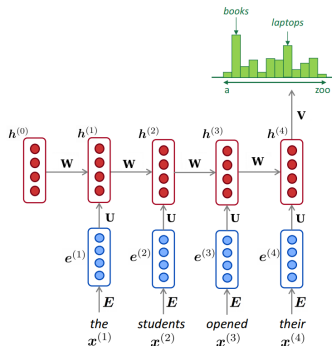 books
laptops
a zoo
V
h^{(0)} h^{(1)} h^{(2)} h^{(3)} h^{(4)}
W W W W
U U U U
e^{(1)} e^{(2)} e^{(3)} e^{(4)}
E E E E
the students opened their
x^{(1)} x^{(2)} x^{(3)} x^{(4)}